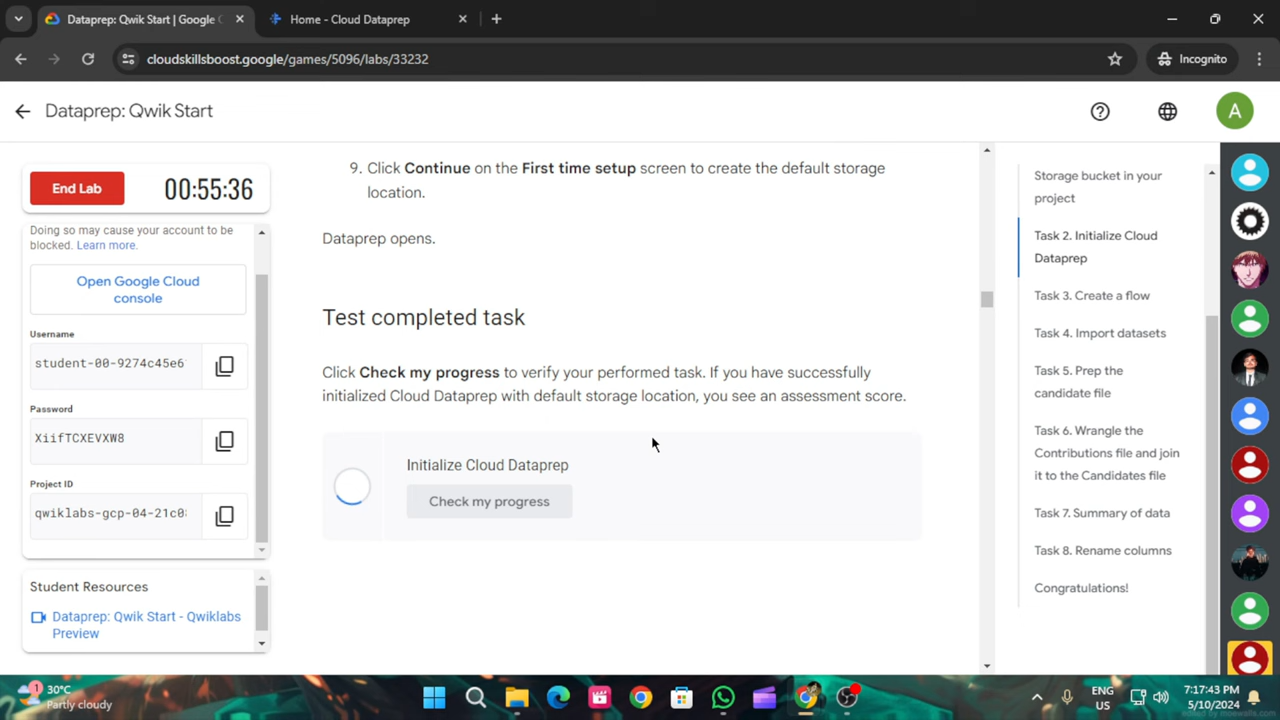 Dataprep: Qwik Start | Google
Home - Cloud Dataprep
cloudskillsboost.google/games/5096/labs/33232
Incognito
Dataprep: Qwik Start
A
End Lab
00:55:36
Doing so may cause your account to be
blocked. Learn more.
Open Google Cloud
console
Username
student-00-9274c45e6
Password
XiifTCXEVXW8
Project ID
qwiklabs-gcp-04-21c0
Student Resources
Dataprep: Qwik Start - Qwiklabs
Preview
9. Click Continue on the First time setup screen to create the default storage
location.
Dataprep opens.
Test completed task
Click Check my progress to verify your performed task. If you have successfully
initialized Cloud Dataprep with default storage location, you see an assessment score.
Initialize Cloud Dataprep
Check my progress
Storage bucket in your
project
Task 2. Initialize Cloud
Dataprep
Task 3. Create a flow
Task 4. Import datasets
Task 5. Prep the
candidate file
Task 6. Wrangle the
Contributions file and join
it to the Candidates file
Task 7. Summary of data
Task 8. Rename columns
Congratulations!
1
30°C
Partly cloudy
ENG
US
7:17:43 PM
5/10/2024